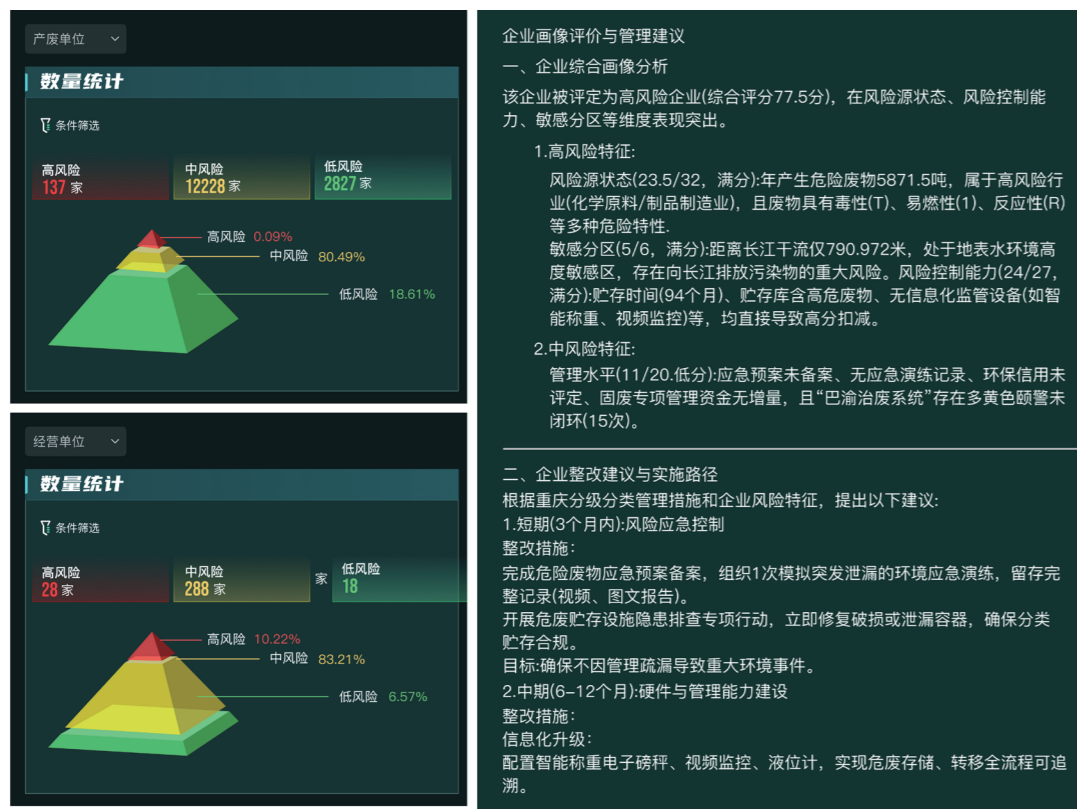 产废单位
数量统计
条件筛选
高风险
137 家
中风险
12228 家
低风险
2827 家
高风险 0.09%
中风险 80.49%
低风险 18.61%
经营单位
数量统计
条件筛选
高风险
28 家
中风险
288 家
家
低风险
18
高风险 10.22%
中风险 83.21%
低风险 6.57%
企业画像评价与管理建议
一、企业综合画像分析
该企业被评定为高风险企业(综合评分77.5分)，在风险源状态、风险控制能
力、敏感分区等维度表现突出。
1.高风险特征:
风险源状态(23.5/32，满分):年产生危险废物5871.5吨，属于高风险行
业(化学原料/制品制造业)，且废物具有毒性(T)、易燃性(1)、反应性(R)
等多种危险特性.
敏感分区(5/6，满分):距离长江干流仅790.972米，处于地表水环境高
度敏感区，存在向长江排放污染物的重大风险。风险控制能力(24/27，
满分):贮存时间(94个月)、贮存库含高危废物、无信息化监管设备(如智
能称重、视频监控)等，均直接导致高分扣减。
2.中风险特征:
管理水平(11/20.低分):应急预案未备案、无应急演练记录、环保信用未
评定、固废专项管理资金无增量，且“巴渝治废系统”存在多黄色颐警未
闭环(15次)。
二、企业整改建议与实施路径
根据重庆分级分类管理措施和企业风险特征，提出以下建议:
1.短期(3个月内):风险应急控制
整改措施：
完成危险废物应急预案备案，组织1次模拟突发泄漏的环境应急演练，留存完
整记录(视频、图文报告)。
开展危废贮存设施隐患排查专项行动，立即修复破损或泄漏容器，确保分类
贮存合规。
目标:确保不因管理疏漏导致重大环境事件。
2.中期(6–12个月):硬件与管理能力建设
整改措施：
信息化升级：
配置智能称重电子磅秤、视频监控、液位计，实现危废存储、转移全流程可追
溯。